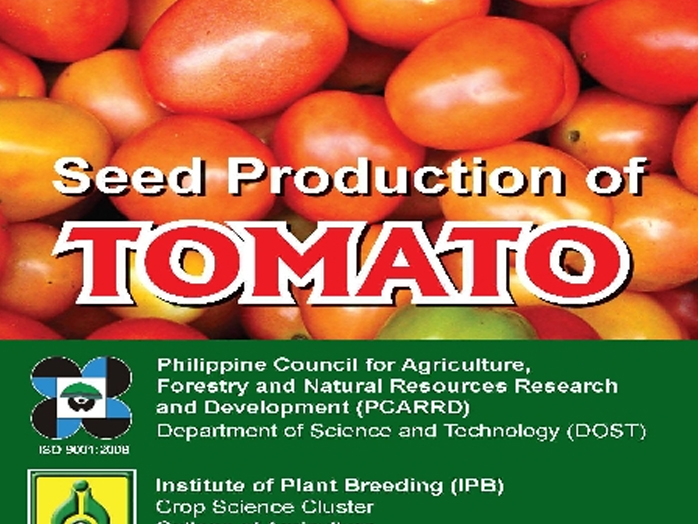 Seed Production of
TOMATO
Philippine Council for Agriculture,
Forestry and Natural Resources Research
and Development (PCARRD)
Department of Science and Technology (DOST)
ISO 9001:2008
Institute of Plant Breeding (IPB)
Crop Science Cluster